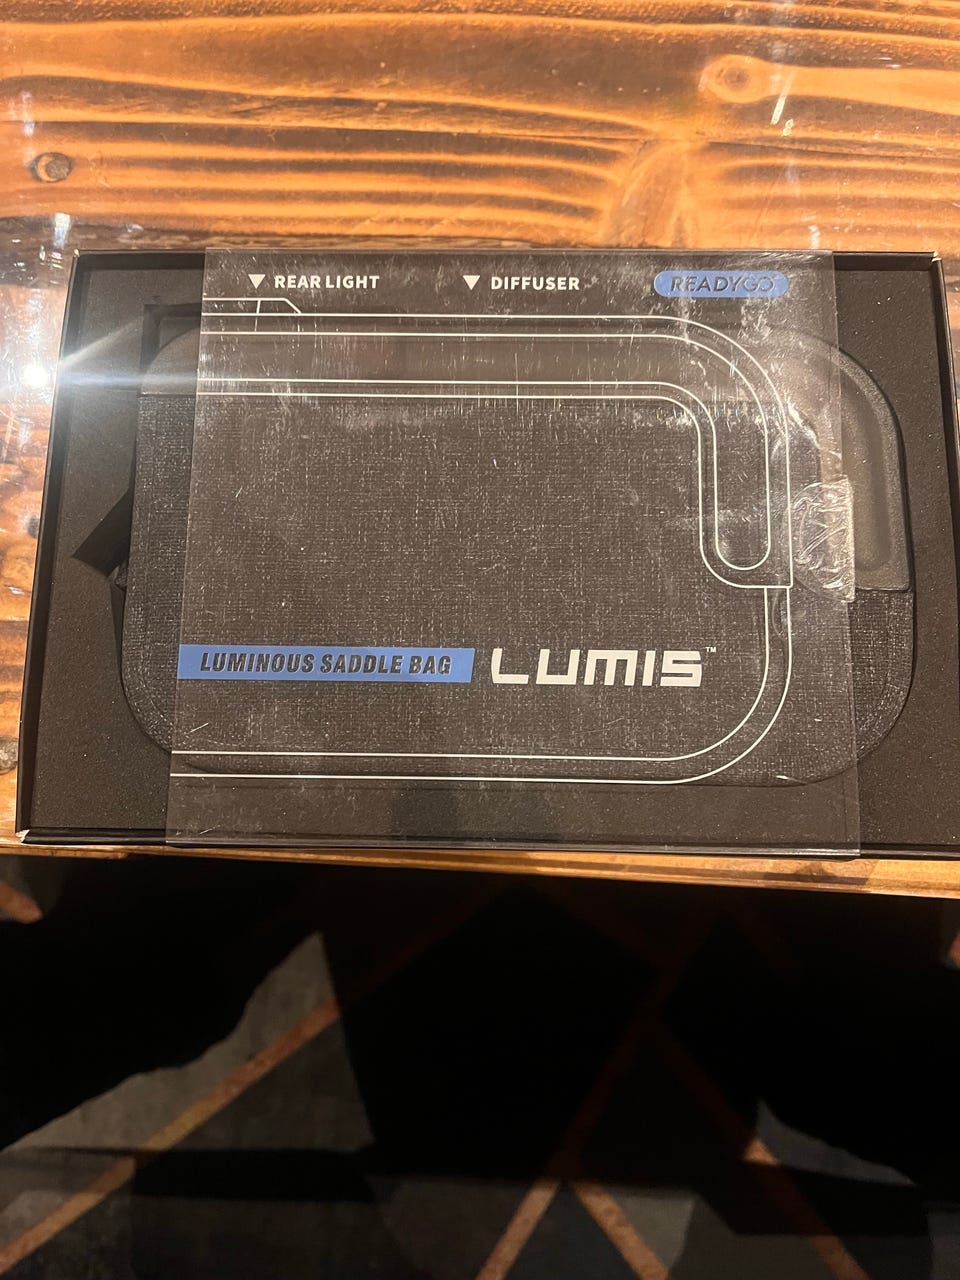 ▼ REAR LIGHT ▼ DIFFUSER READYGO
LUMINOUS SADDLE BAG LUMIS™